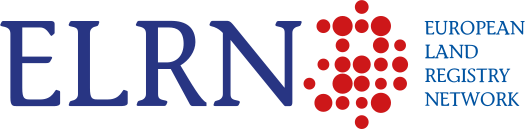 ELRN
EUROPEAN
LAND
REGISTRY
NETWORK